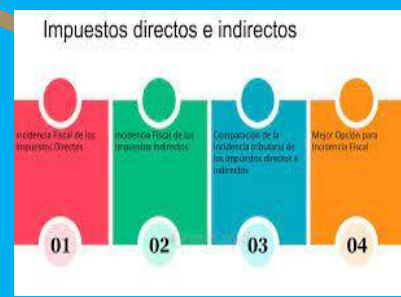 Impuestos directos e indirectos
Incidencia Fiscal de los
Impuestos Directos
Incidencia Fiscal de los
Impuestos Indirectos
Comparación de la
Incidencia tributaria de
los impuestos directos e
indirectos
Mejor Opción para
Incidencia Fiscal
01
02
03
04